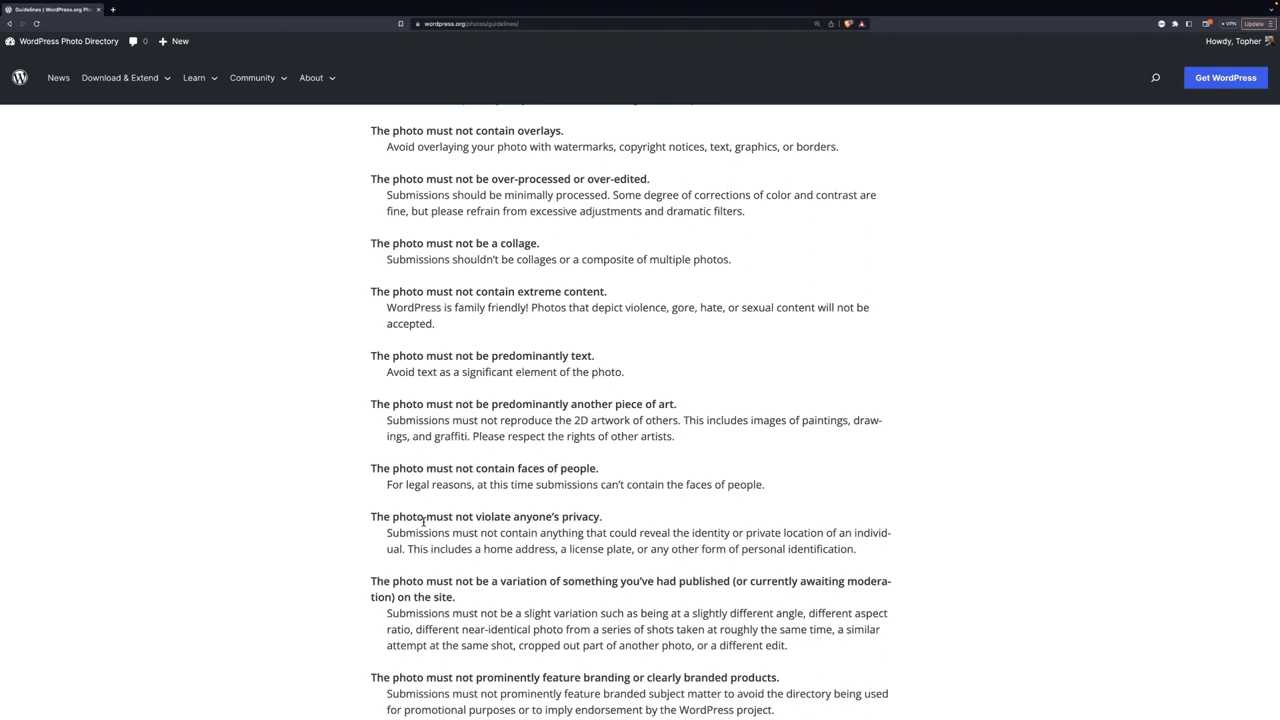 Guidelines | WordPress.org Pho
wordpress.org/photos/guidelines/
VPN
Update
WordPress Photo Directory
0
New
Howdy, Topher
News
Download & Extend
Learn
Community
About
Get WordPress
The photo must not contain overlays.
Avoid overlaying your photo with watermarks, copyright notices, text, graphics, or borders.
The photo must not be over-processed or over-edited.
Submissions should be minimally processed. Some degree of corrections of color and contrast are
fine, but please refrain from excessive adjustments and dramatic filters.
The photo must not be a collage.
Submissions shouldn’t be collages or a composite of multiple photos.
The photo must not contain extreme content.
WordPress is family friendly! Photos that depict violence, gore, hate, or sexual content will not be
accepted.
The photo must not be predominantly text.
Avoid text as a significant element of the photo.
The photo must not be predominantly another piece of art.
Submissions must not reproduce the 2D artwork of others. This includes images of paintings, draw-
ings, and graffiti. Please respect the rights of other artists.
The photo must not contain faces of people.
For legal reasons, at this time submissions can’t contain the faces of people.
The photo must not violate anyone’s privacy.
Submissions must not contain anything that could reveal the identity or private location of an individ-
ual. This includes a home address, a license plate, or any other form of personal identification.
The photo must not be a variation of something you’ve had published (or currently awaiting modera-
tion) on the site.
Submissions must not be a slight variation such as being at a slightly different angle, different aspect
ratio, different near-identical photo from a series of shots taken at roughly the same time, a similar
attempt at the same shot, cropped out part of another photo, or a different edit.
The photo must not prominently feature branding or clearly branded products.
Submissions must not prominently feature branded subject matter to avoid the directory being used
for promotional purposes or to imply endorsement by the WordPress project.